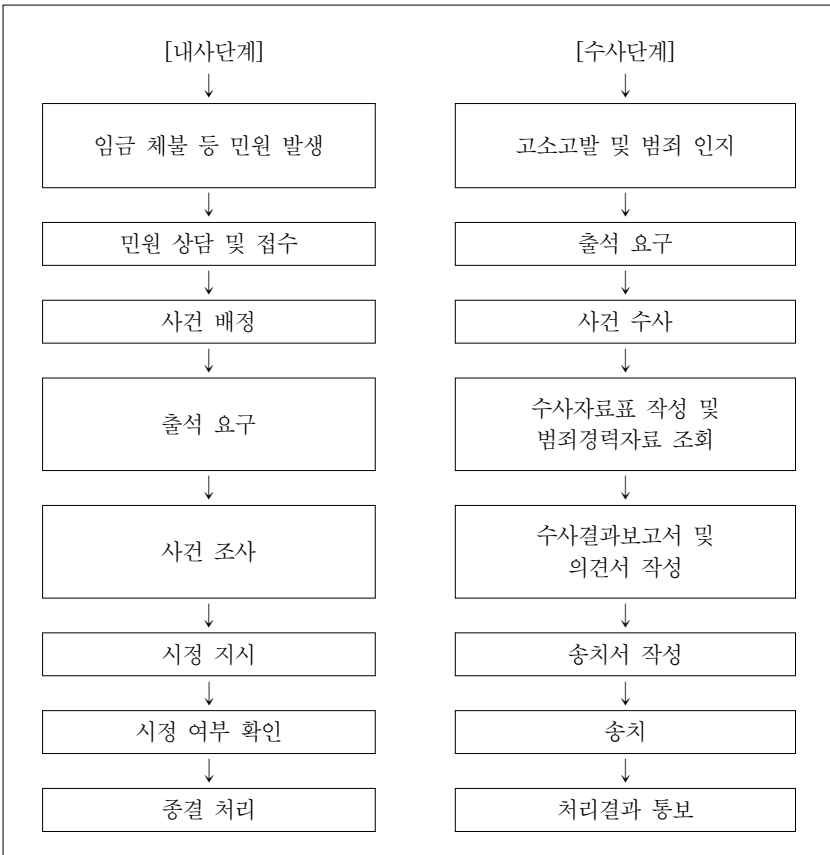 [내사단계]
임금 체불 등 민원 발생
민원 상담 및 접수
사건 배정
출석 요구
사건 조사
시정 지시
시정 여부 확인
종결 처리
[수사단계]
고소고발 및 범죄 인지
출석 요구
사건 수사
수사자료표 작성 및
범죄경력자료 조회
수사결과보고서 및
의견서 작성
송치서 작성
송치
처리결과 통보